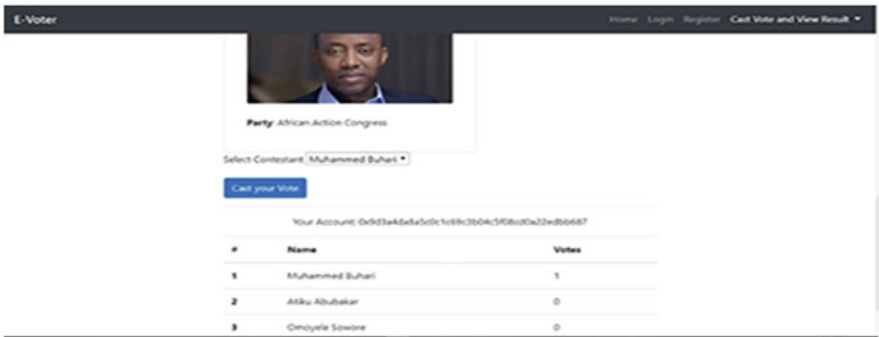 E-Voter Home Login Register Cast Vote and View Result
Party: African Action Congress
Select Contestant Muhammed Buhari
Cast your Vote
Your Account:
# Name Votes
1 Muhammed Buhari 1
2 Atiku Abubakar 0
3 Omoyele Sowore 0